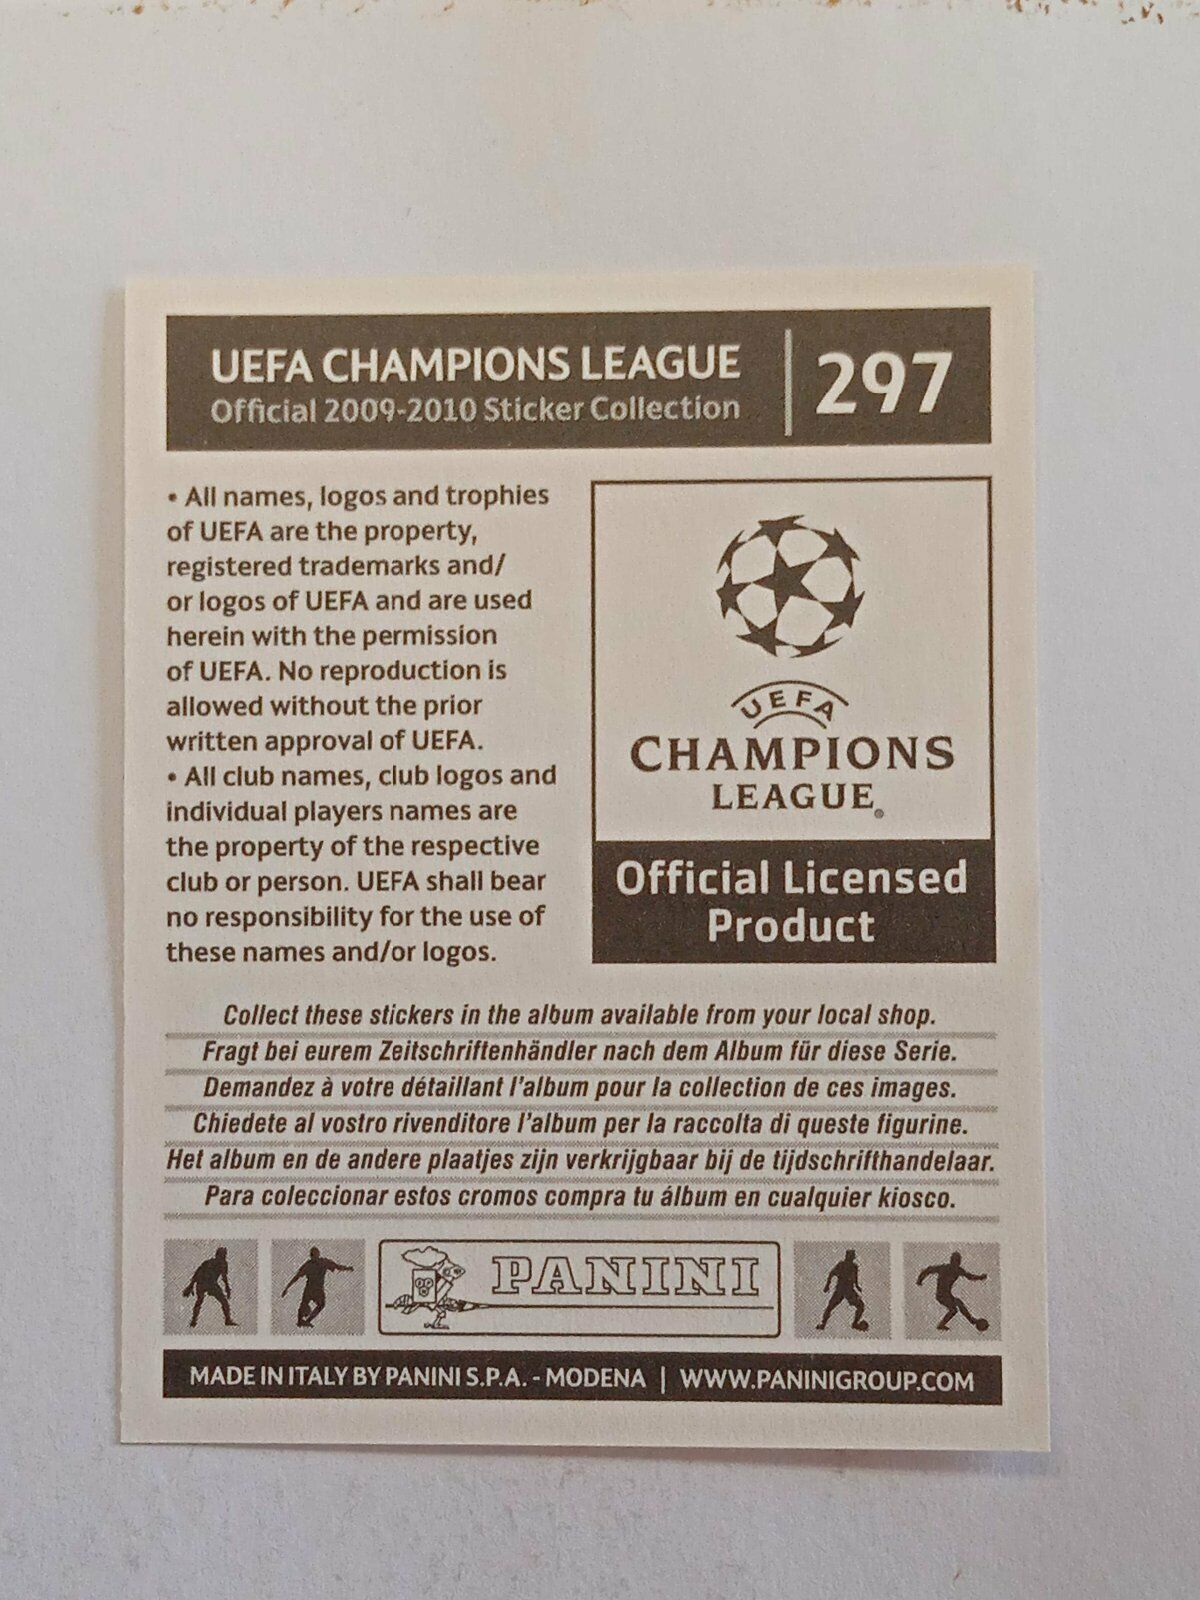 UEFA CHAMPIONS LEAGUE
Official 2009-2010 Sticker Collection
297
• All names, logos and trophies
of UEFA are the property,
registered trademarks and/
or logos of UEFA and are used
herein with the permission
of UEFA. No reproduction is
allowed without the prior
written approval of UEFA.
• All club names, club logos and
individual players names are
the property of the respective
club or person. UEFA shall bear
no responsibility for the use of
these names and/or logos.
UEFA
CHAMPIONS
LEAGUE®
Official Licensed
Product
Collect these stickers in the album available from your local shop.
Fragt bei eurem Zeitschriftenhändler nach dem Album für diese Serie.
Demandez à votre détaillant l'album pour la collection de ces images.
Chiedete al vostro rivenditore l'album per la raccolta di queste figurine.
Het album en de andere plaatjes zijn verkrijgbaar bij de tijdschrifthandelaar.
Para coleccionar estos cromos compra tu álbum en cualquier kiosco.
PANINI
MADE IN ITALY BY PANINI S.P.A. - MODENA | WWW.PANINIGROUP.COM